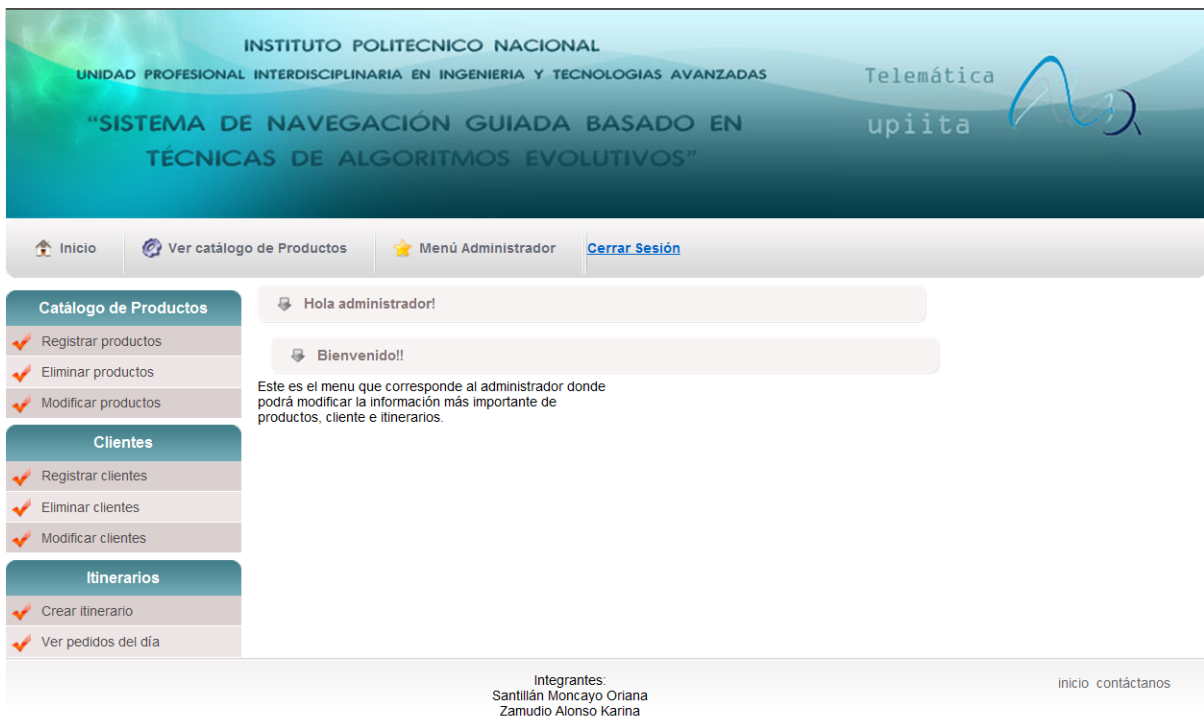 INSTITUTO POLITECNICO NACIONAL
UNIDAD PROFESIONAL INTERDISCIPLINARIA EN INGENIERIA Y TECNOLOGIAS AVANZADAS
"SISTEMA DE NAVEGACIÓN GUIADA BASADO EN
TÉCNICAS DE ALGORITMOS EVOLUTIVOS"
Telemática
upiita
Inicio
Ver catálogo de Productos
Menú Administrador
Cerrar Sesión
Catálogo de Productos
Registrar productos
Eliminar productos
Modificar productos
Clientes
Registrar clientes
Eliminar clientes
Modificar clientes
Itinerarios
Crear itinerario
Ver pedidos del día
Hola administrador!
Bienvenido!!
Este es el menu que corresponde al administrador donde
podrá modificar la información más importante de
productos, cliente e itinerarios.
Integrantes:
Santillán Moncayo Oriana
Zamudio Alonso Karina
inicio contáctanos